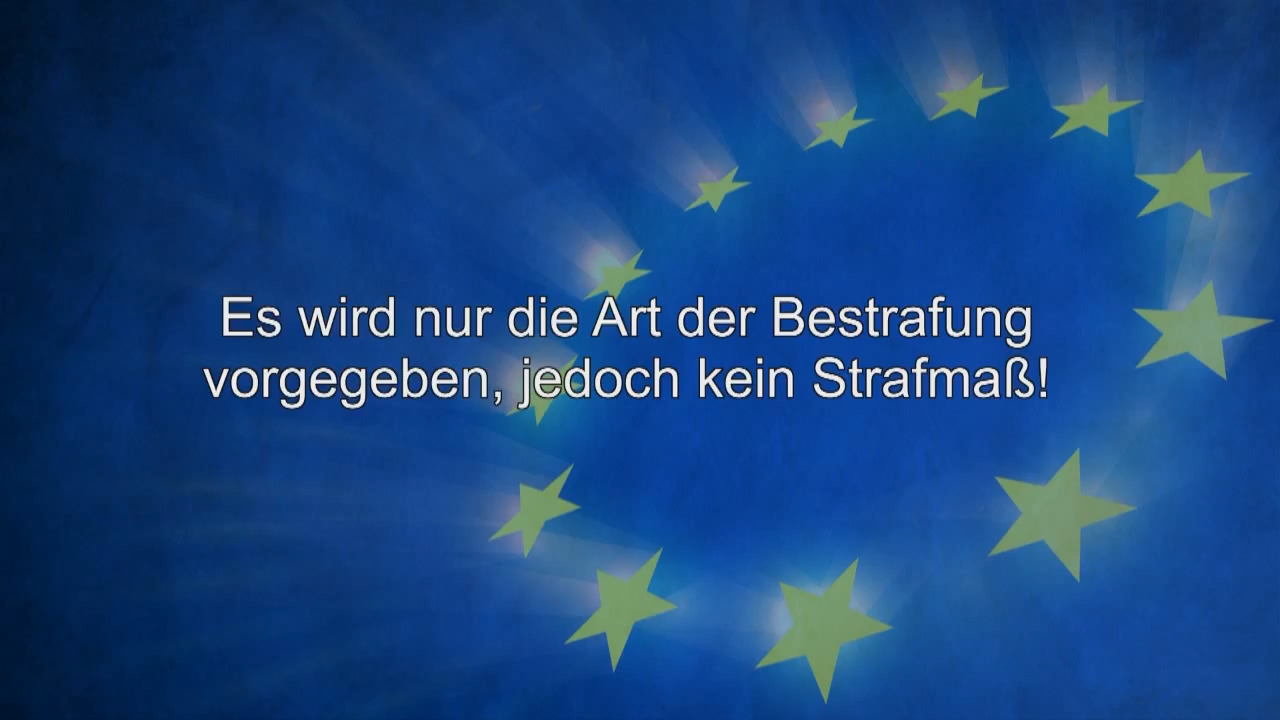 Es wird nur die Art der Bestrafung
vorgegeben, jedoch kein Strafmaß!